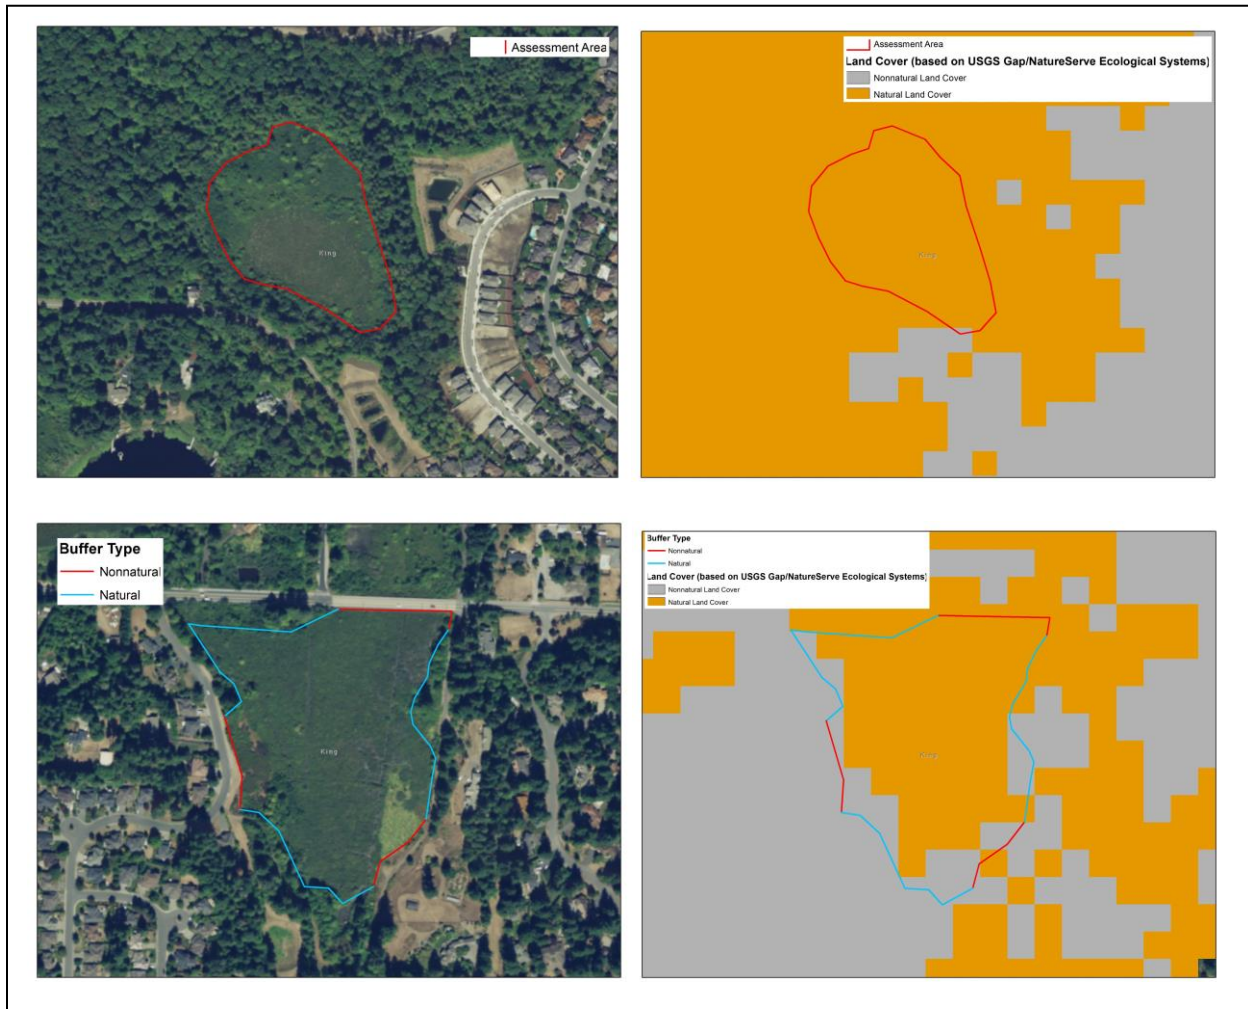 Assessment Area
King
Assessment Area
Land Cover (based on USGS Gap/NatureServe Ecological Systems)
Nonnatural Land Cover
Natural Land Cover
King
Buffer Type
Nonnatural
Natural
King
Buffer Type
Nonnatural
Natural
Land Cover (based on USGS Gap/NatureServe Ecological Systems)
Nonnatural Land Cover
Natural Land Cover
King